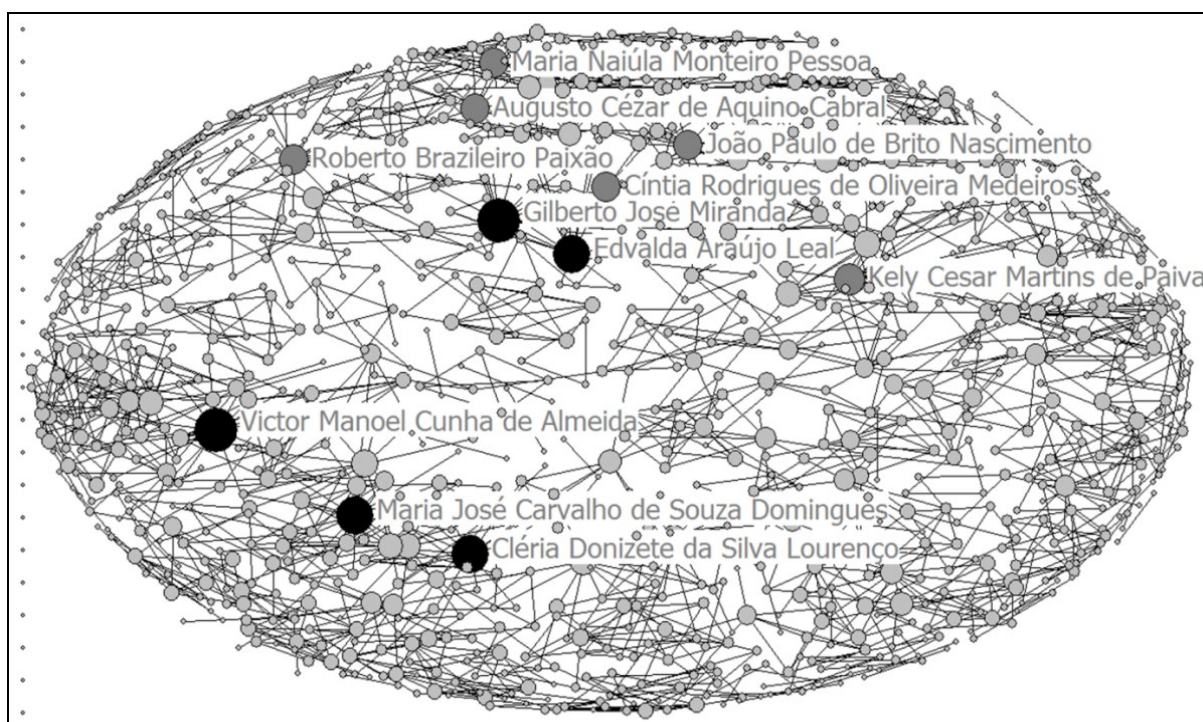 Maria Naiúla Monteiro Pessoa
Augusto Cézar de Aquino Cabral
João Paulo de Brito Nascimento
Roberto Brazileiro Paixão
Cíntia Rodrigues de Oliveira Medeiros
Gilberto José Miranda
Edvalda Araújo Leal
Kely Cesar Martins de Paiva
Victor Manoel Cunha de Almeida
Maria José Carvalho de Souza Domingues
Cléria Donizete da Silva Lourenço